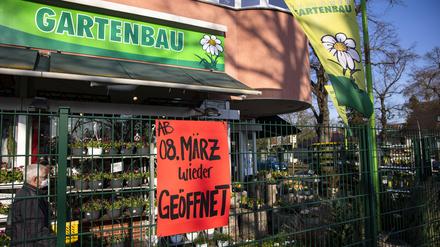 GARTENBAU
GARTENBAU
AB
08. MÄRZ
wieder
GEÖFFNET